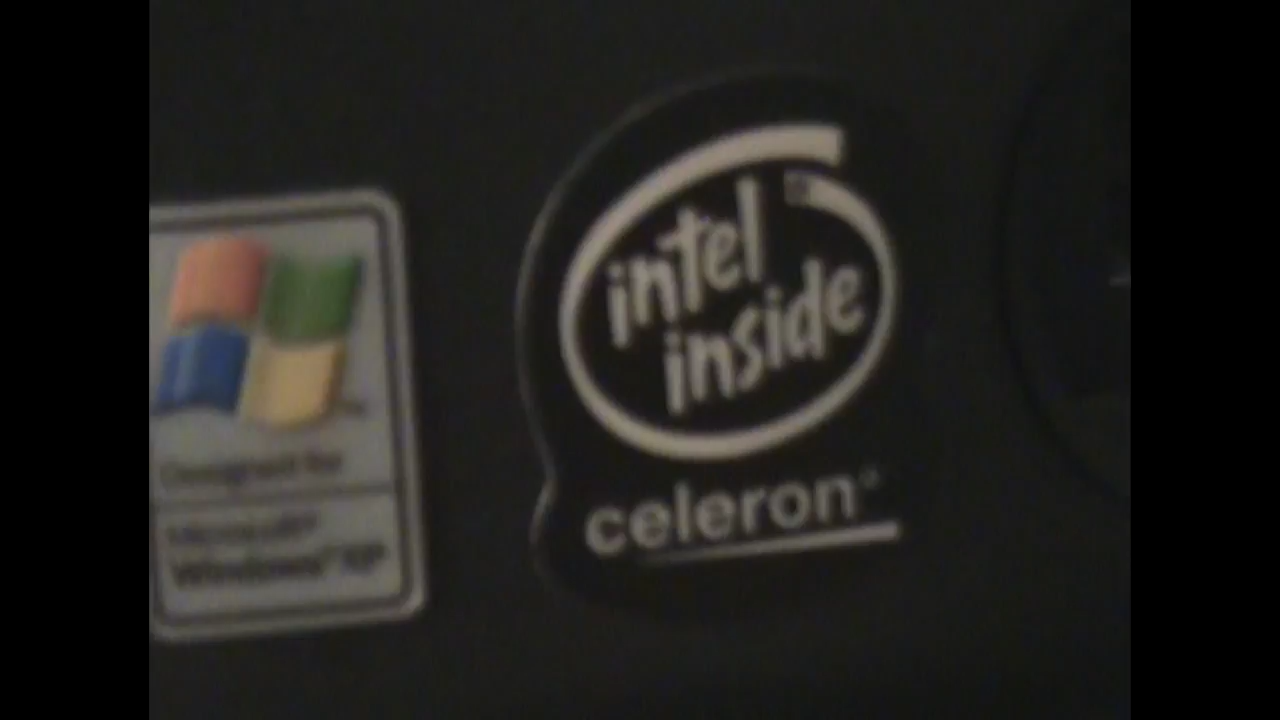 Designed for
Microsoft®
Windows® XP
intel
inside
celeron®